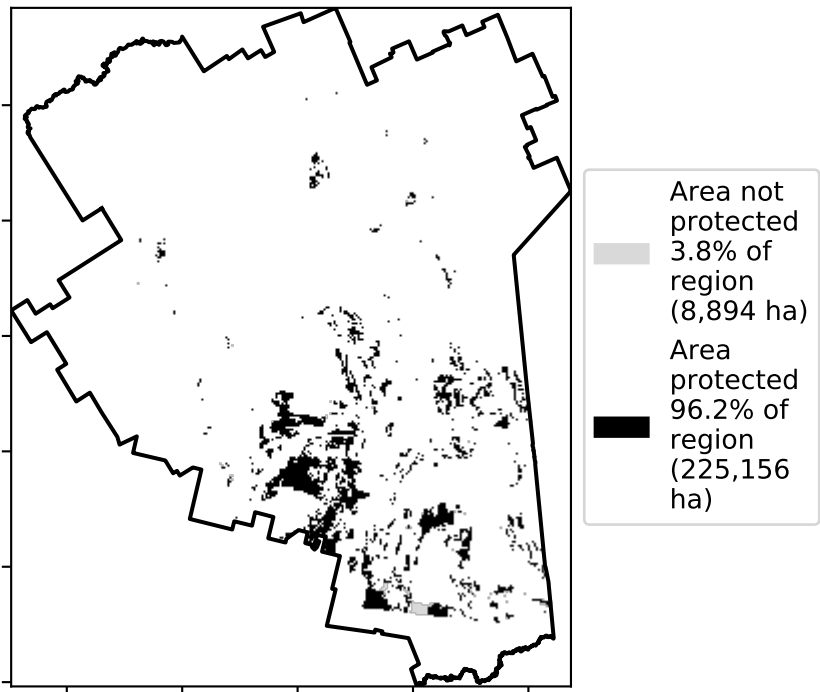 Area not
protected
3.8% of
region
(8,894 ha)
Area
protected
96.2% of
region
(225,156
ha)